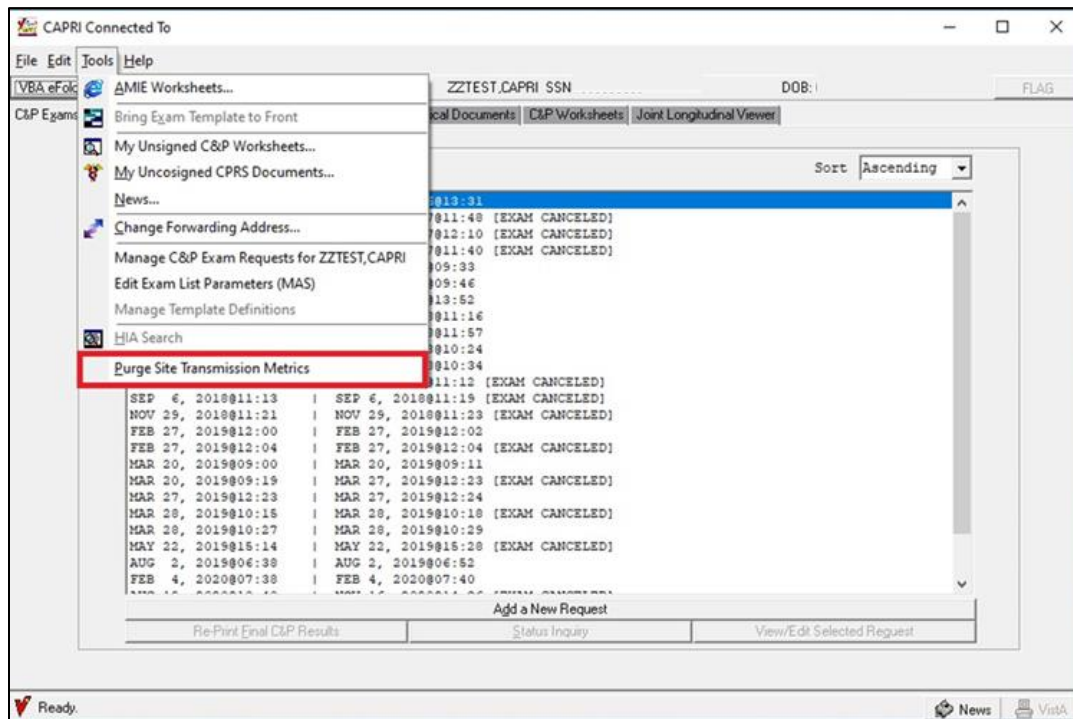 CAPRI Connected To
File Edit Tools Help
VBA eFold ZZTEST,CAPRI SSN DOB: FLAG
C&P Exams ical Documents C&P Worksheets Joint Longitudinal Viewer
AMIE Worksheets...
Bring Exam Template to Front
My Unsigned C&P Worksheets...
My Uncosigned CPRS Documents...
News...
Change Forwarding Address...
Manage C&P Exam Requests for ZZTEST,CAPRI
Edit Exam List Parameters (MAS)
Manage Template Definitions
HIA Search
Purge Site Transmission Metrics
Sort Ascending
@13:31
@11:48 [EXAM CANCELED]
@12:10 [EXAM CANCELED]
@11:40 [EXAM CANCELED]
@09:33
@09:46
@13:52
@11:16
@11:57
@10:24
@10:34
@11:12 [EXAM CANCELED]
SEP 6, 2018@11:13 | SEP 6, 2018@11:19 [EXAM CANCELED]
NOV 29, 2018@11:21 | NOV 29, 2018@11:23 [EXAM CANCELED]
FEB 27, 2019@12:00 | FEB 27, 2019@12:02
FEB 27, 2019@12:04 | FEB 27, 2019@12:04 [EXAM CANCELED]
MAR 20, 2019@09:00 | MAR 20, 2019@09:11
MAR 20, 2019@09:19 | MAR 27, 2019@12:23 [EXAM CANCELED]
MAR 27, 2019@12:23 | MAR 27, 2019@12:24
MAR 28, 2019@10:15 | MAR 28, 2019@10:18 [EXAM CANCELED]
MAR 28, 2019@10:27 | MAR 28, 2019@10:29
MAY 22, 2019@15:14 | MAY 22, 2019@15:28 [EXAM CANCELED]
AUG 2, 2019@06:38 | AUG 2, 2019@06:52
FEB 4, 2020@07:38 | FEB 4, 2020@07:40
Add a New Request
Re-Print Final C&P Results Status Inquiry View/Edit Selected Request
Ready. News VistA